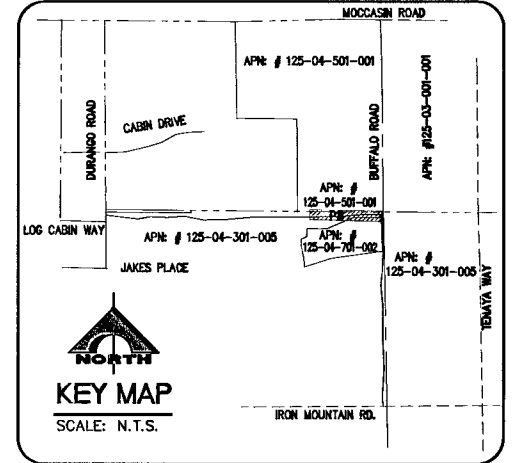 MOCCASIN ROAD
APN: # 125-04-501-001
APN: #125-03-001-001
DURANGO ROAD
CABIN DRIVE
BUFFALO ROAD
APN: #
125-04-501-001
LOG CABIN WAY
APN: # 125-04-301-005
APN: #
125-04-701-002
APN: #
125-04-301-005
JAKES PLACE
TENAYA WAY
NORTH
KEY MAP
SCALE: N.T.S.
IRON MOUNTAIN RD.